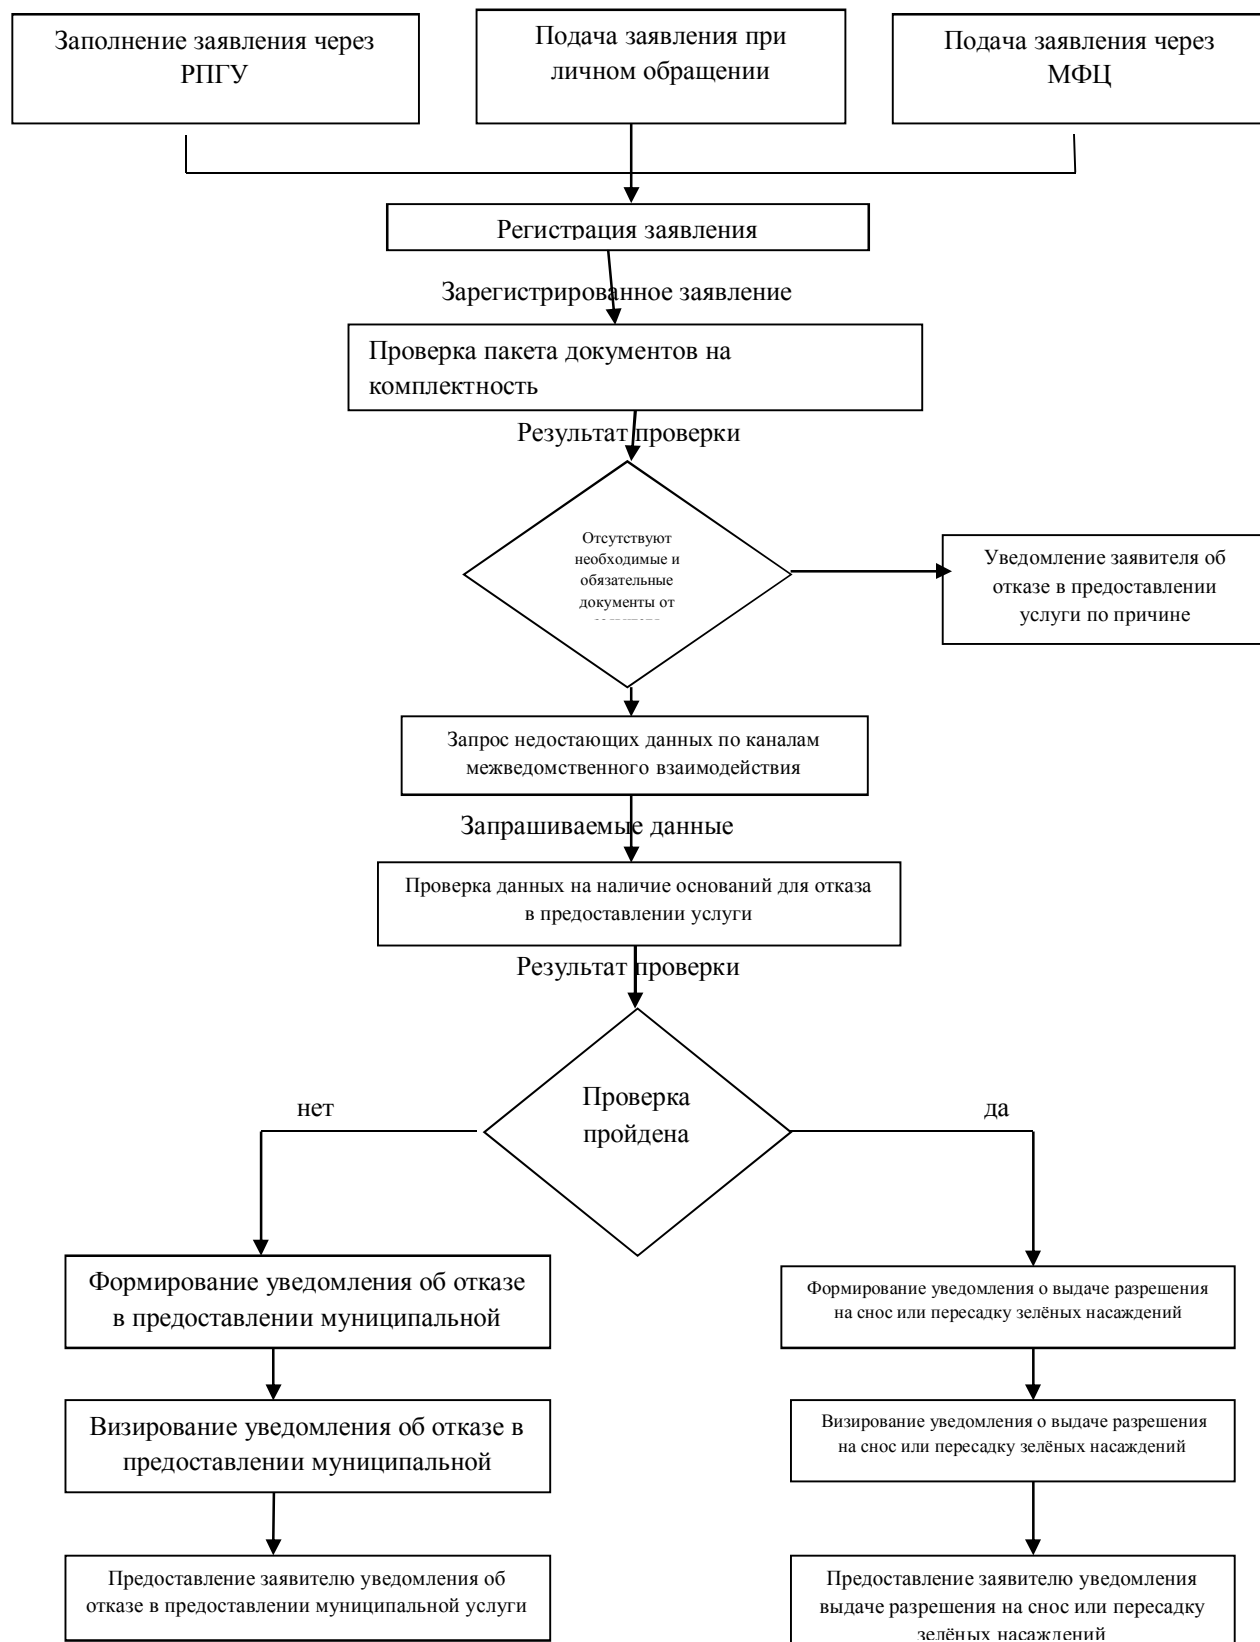 Заполнение заявления через
РПГУ
Подача заявления при
личном обращении
Подача заявления через
МФЦ
Регистрация заявления
Зарегистрированное заявление
Проверка пакета документов на
комплектность
Результат проверки
Отсутствуют
необходимые и
обязательные
документы от
Уведомление заявителя об
отказе в предоставлении
услуги по причине
Запрос недостающих данных по каналам
межведомственного взаимодействия
Запрашиваемые данные
Проверка данных на наличие оснований для отказа
в предоставлении услуги
Результат проверки
Проверка
пройдена
нет
да
Формирование уведомления об отказе
в предоставлении муниципальной
Формирование уведомления о выдаче разрешения
на снос или пересадку зелёных насаждений
Визирование уведомления об отказе в
предоставлении муниципальной
Визирование уведомления о выдаче разрешения
на снос или пересадку зелёных насаждений
Предоставление заявителю уведомления об
отказе в предоставлении муниципальной услуги
Предоставление заявителю уведомления
выдаче разрешения на снос или пересадку
зелёных насаждений